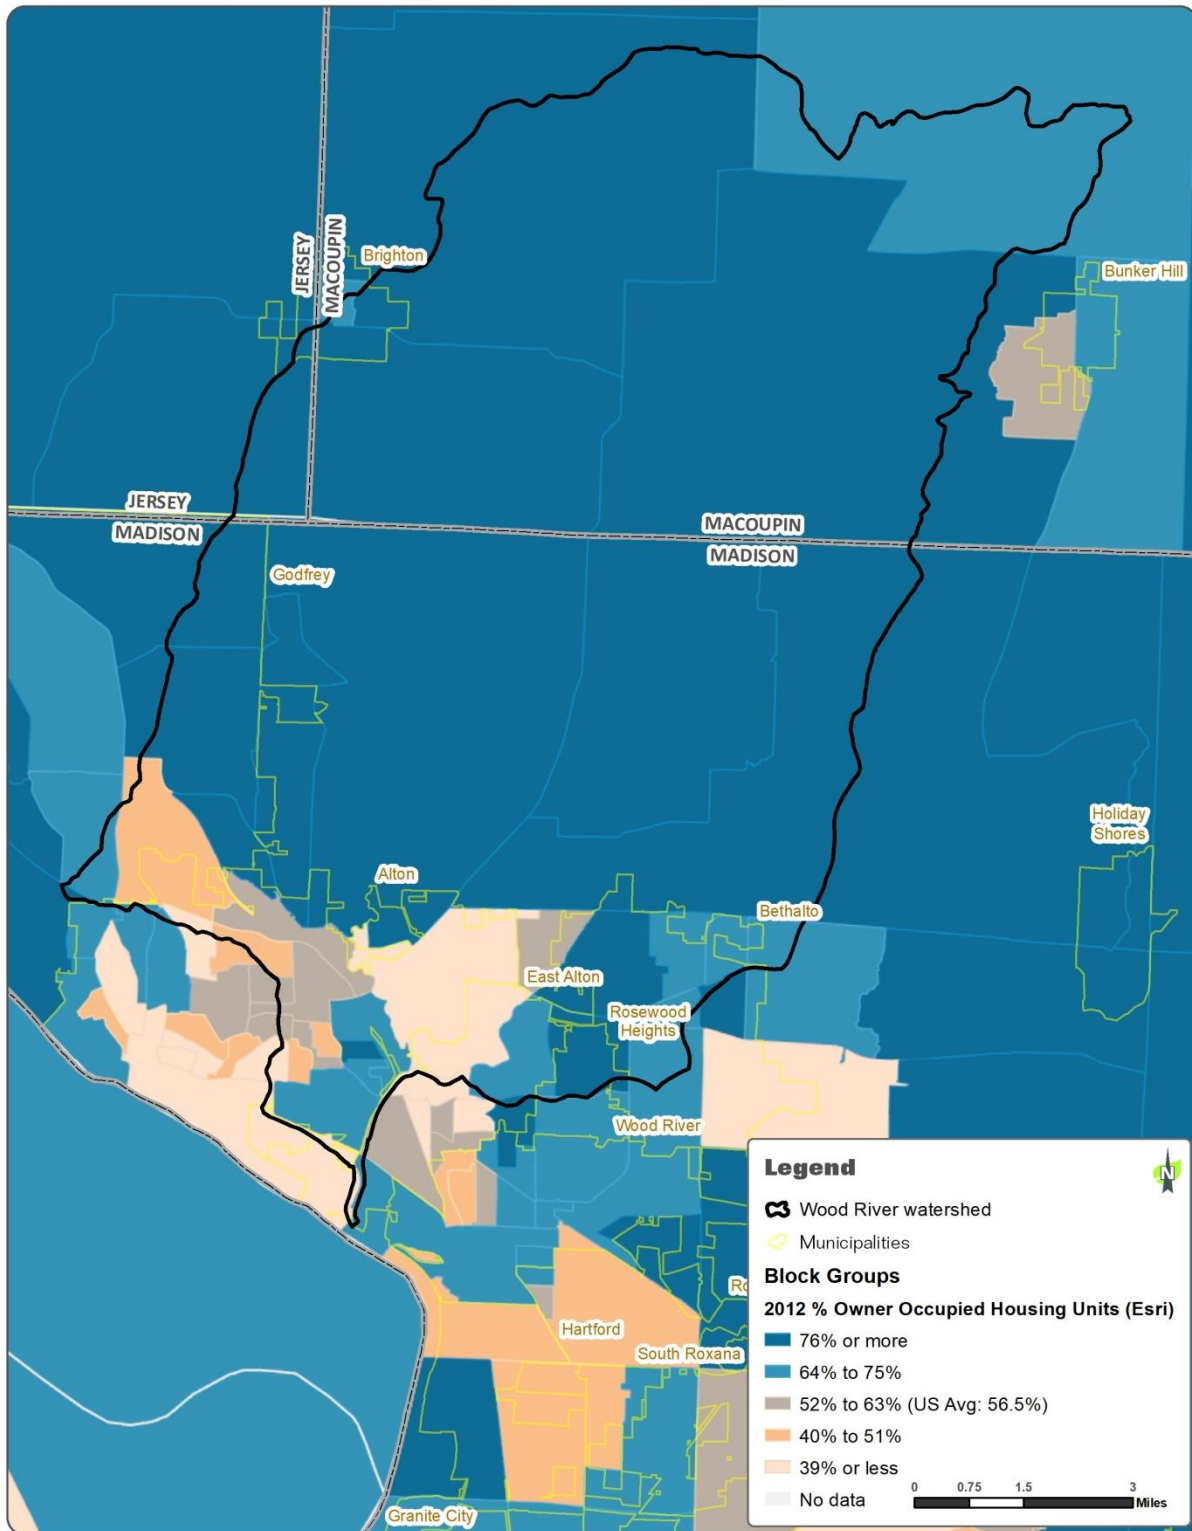 JERSEY
MACOUPIN
Brighton
Bunker Hill
JERSEY
MADISON
MACOUPIN
MADISON
Godfrey
Holiday
Shores
Alton
Bethalto
East Alton
Rosewood
Heights
Wood River
Hartford
South Roxana
Granite City
Legend
N
Wood River watershed
Municipalities
Block Groups
2012 % Owner Occupied Housing Units (Esri)
76% or more
64% to 75%
52% to 63% (US Avg: 56.5%)
40% to 51%
39% or less
No data
0 0.75 1.5 3
Miles